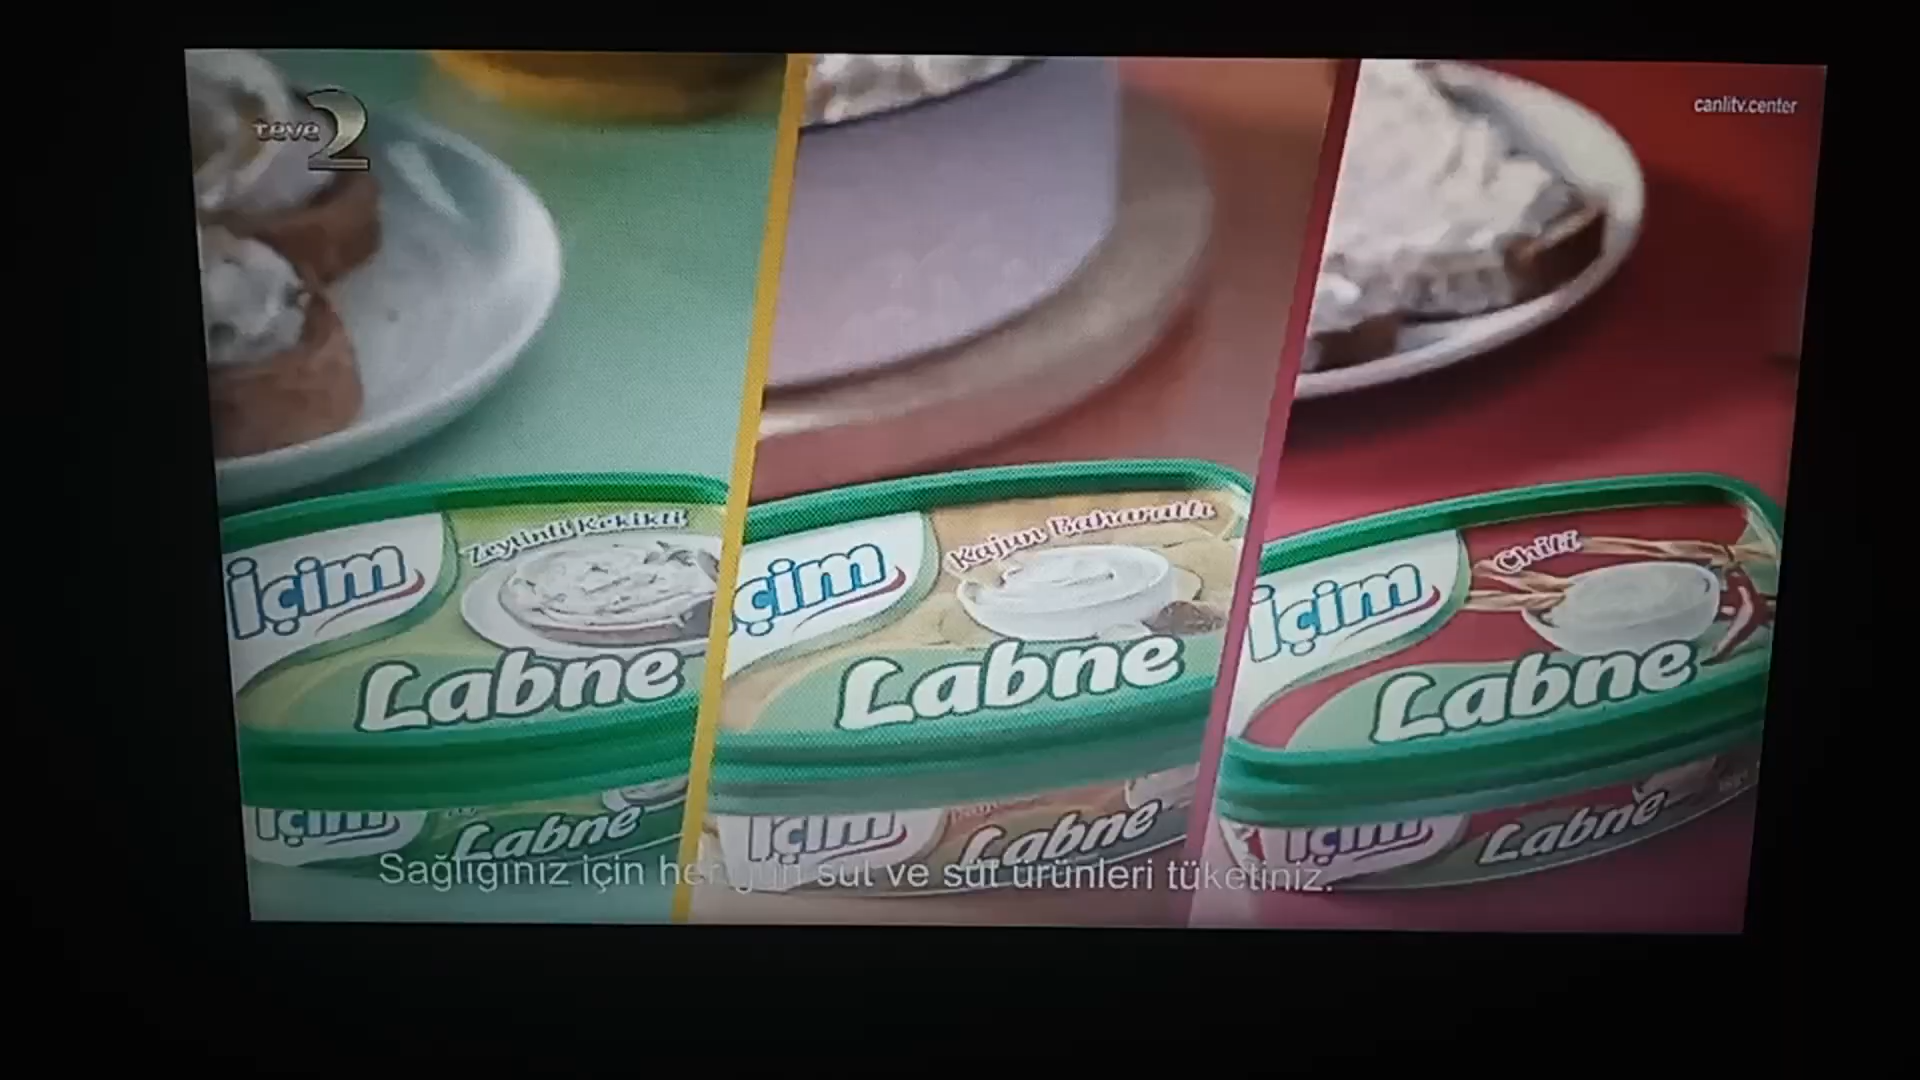 teve2
canlitv.center
İçim
Zeytinli Kekikli
Labne
İçim
Kajun Baharatlı
Labne
İçim
Chili
Labne
İçim
Labne
İçim
Labne
İçim
Labne
Sağlığınız için her gün süt ve süt ürünleri tüketiniz.